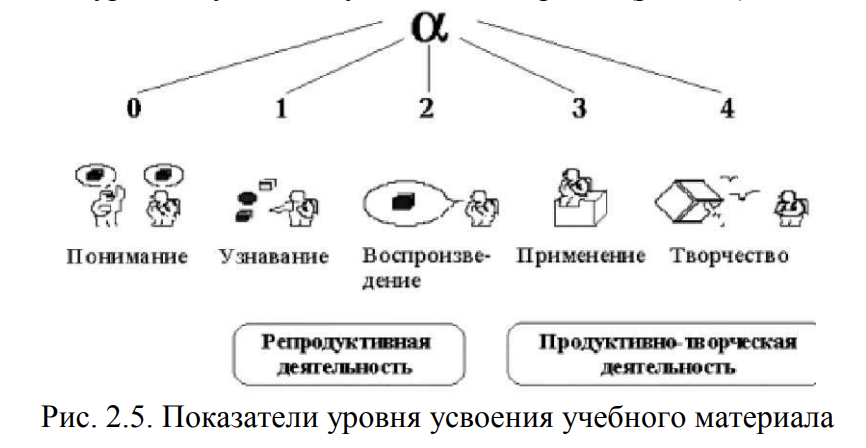 α
0 1 2 3 4
Понимание Узнавание Воспроизве- Применение Творчество
дение
Репродуктивная Продуктивно-творческая
деятельность деятельность
Рис. 2.5. Показатели уровня усвоения учебного материала